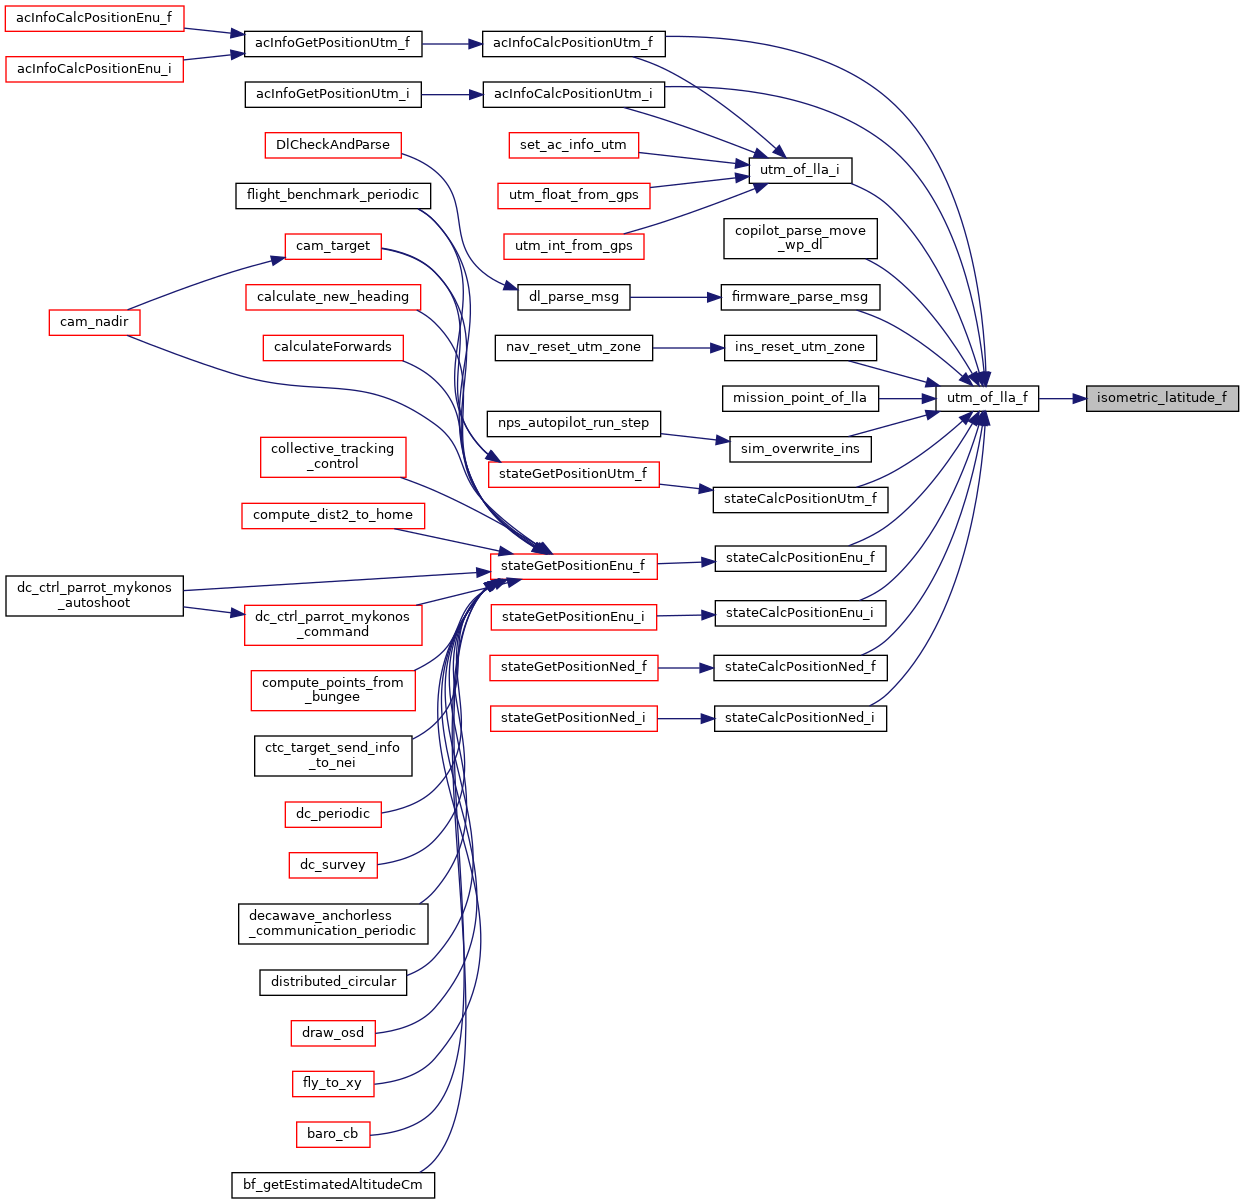 acInfoCalcPositionEnu_f
acInfoCalcPositionEnu_i
acInfoGetPositionUtm_f
acInfoCalcPositionUtm_f
acInfoGetPositionUtm_i
acInfoCalcPositionUtm_i
DlCheckAndParse
set_ac_info_utm
utm_of_lla_i
flight_benchmark_periodic
utm_float_from_gps
cam_target
utm_int_from_gps
copilot_parse_move
_wp_dl
calculate_new_heading
dl_parse_msg
firmware_parse_msg
cam_nadir
calculateForwards
nav_reset_utm_zone
ins_reset_utm_zone
mission_point_of_lla
utm_of_lla_f
isometric_latitude_f
nps_autopilot_run_step
sim_overwrite_ins
collective_tracking
_control
stateGetPositionUtm_f
stateCalcPositionUtm_f
compute_dist2_to_home
stateGetPositionEnu_f
stateCalcPositionEnu_f
dc_ctrl_parrot_mykonos
_autoshoot
dc_ctrl_parrot_mykonos
_command
stateGetPositionEnu_i
stateCalcPositionEnu_i
compute_points_from
_bungee
stateGetPositionNed_f
stateCalcPositionNed_f
stateGetPositionNed_i
stateCalcPositionNed_i
ctc_target_send_info
_to_nei
dc_periodic
dc_survey
decawave_anchorless
_communication_periodic
distributed_circular
draw_osd
fly_to_xy
baro_cb
bf_getEstimatedAltitudeCm